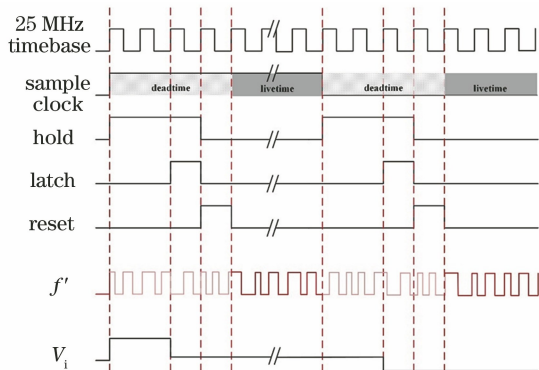 25 MHz
timebase
sample
clock
deadtime livetime deadtime livetime
hold
latch
reset
f′
Vi